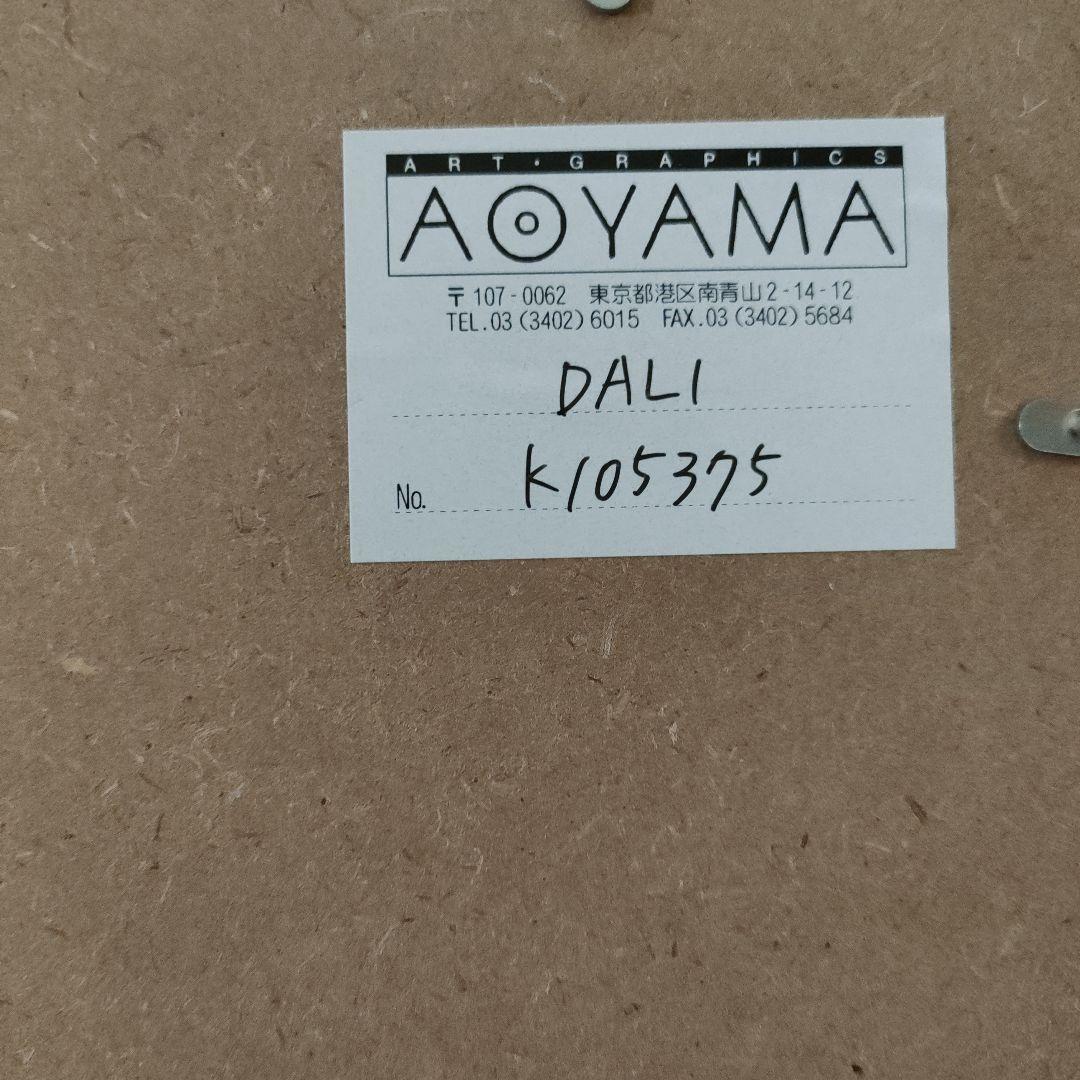 ART・GRAPHICS
AOYAMA
〒107-0062 東京都港区南青山2-14-12
TEL.03(3402)6015 FAX.03(3402)5684
DALI
No. K105375